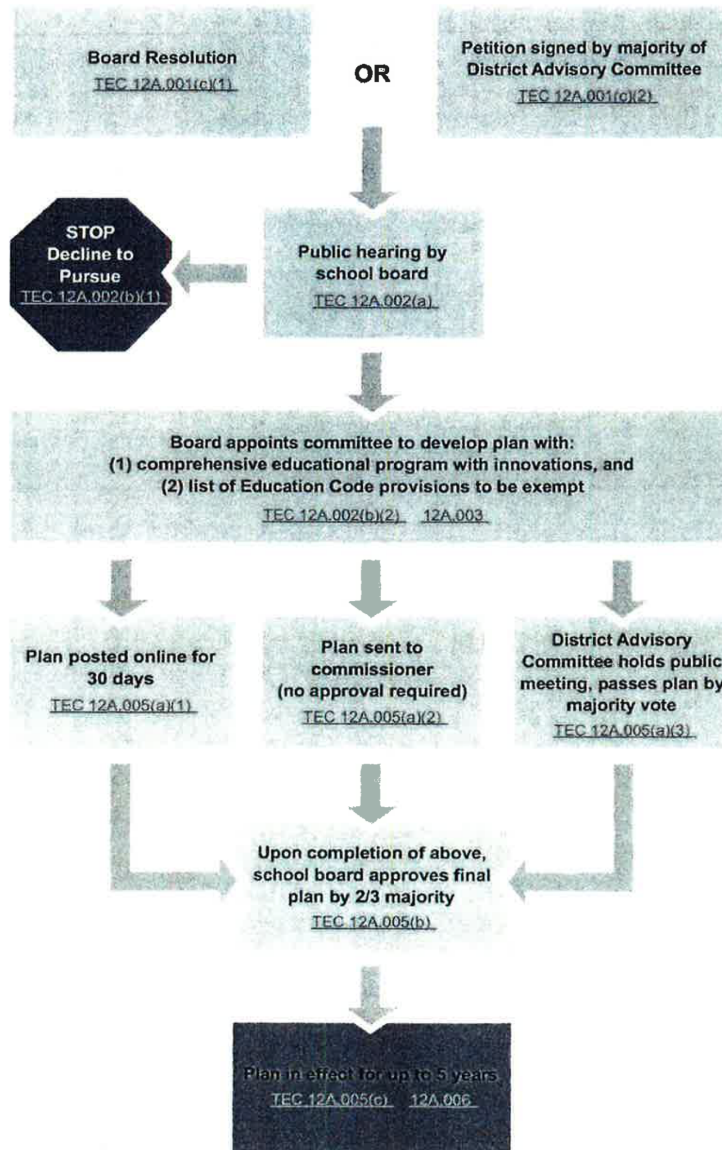 Board Resolution
TEC 12A.001(c)(1)
OR
Petition signed by majority of
District Advisory Committee
TEC 12A.001(c)(2)
STOP
Decline to
Pursue
TEC 12A.002(b)(1)
Public hearing by
school board
TEC 12A.002(a)
Board appoints committee to develop plan with:
(1) comprehensive educational program with innovations, and
(2) list of Education Code provisions to be exempt
TEC 12A.002(b)(2) 12A.003
Plan posted online for
30 days
TEC 12A.005(a)(1)
Plan sent to
commissioner
(no approval required)
TEC 12A.005(a)(2)
District Advisory
Committee holds public
meeting, passes plan by
majority vote
TEC 12A.005(a)(3)
Upon completion of above,
school board approves final
plan by 2/3 majority
TEC 12A.005(b)
Plan in effect for up to 5 years
TEC 12A.005(c) 12A.006